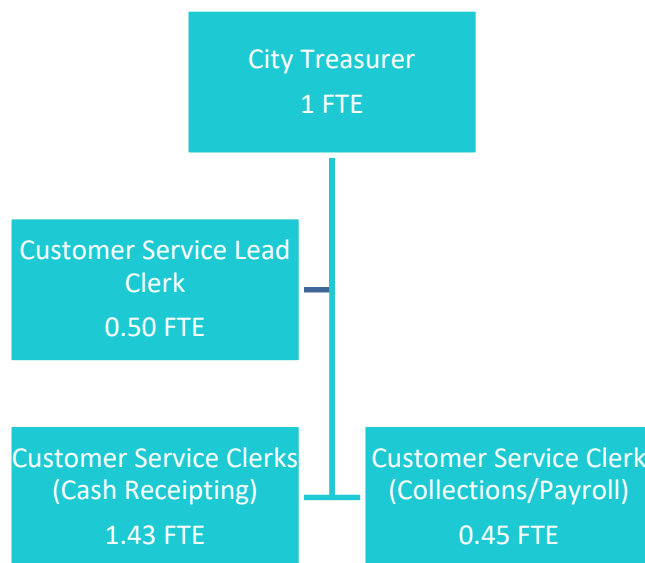 City Treasurer
1 FTE
Customer Service Lead
Clerk
0.50 FTE
Customer Service Clerks
(Cash Receipting)
1.43 FTE
Customer Service Clerk
(Collections/Payroll)
0.45 FTE